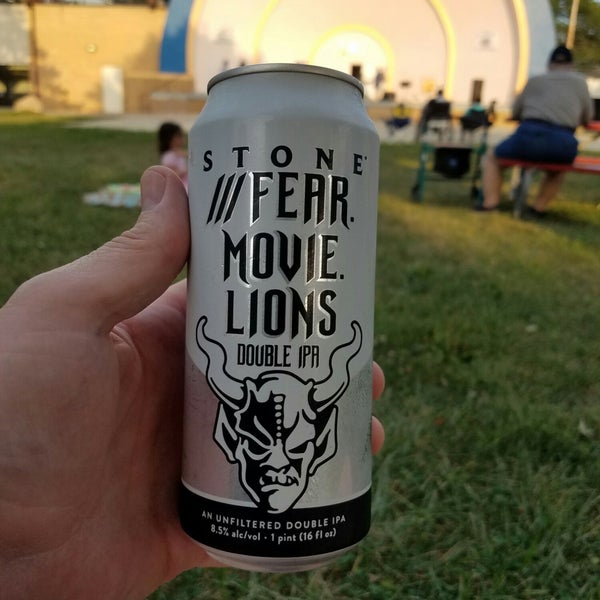 STONE
///FEAR.
MOVIE.
LIONS
DOUBLE IPA
AN UNFILTERED DOUBLE IPA
8.5% alc/vol · 1 pint (16 fl oz)